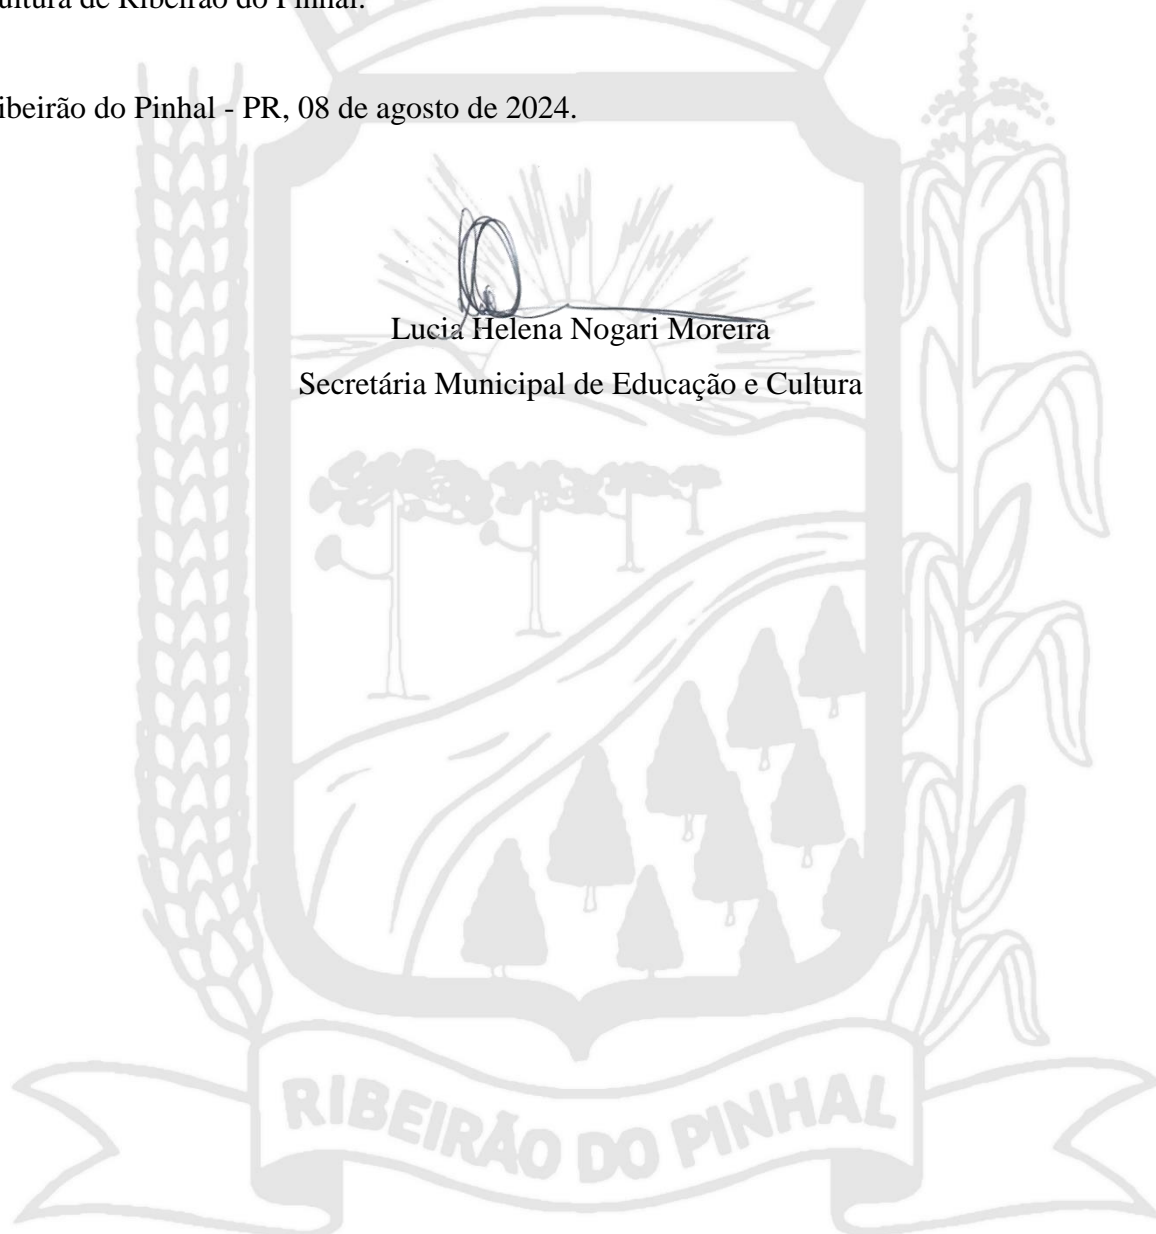 ultura de Ribeirão do Pinhal.
ibeirão do Pinhal - PR, 08 de agosto de 2024.
Lucia Helena Nogari Moreira
Secretária Municipal de Educação e Cultura
RIBEIRÃO DO PINHAL